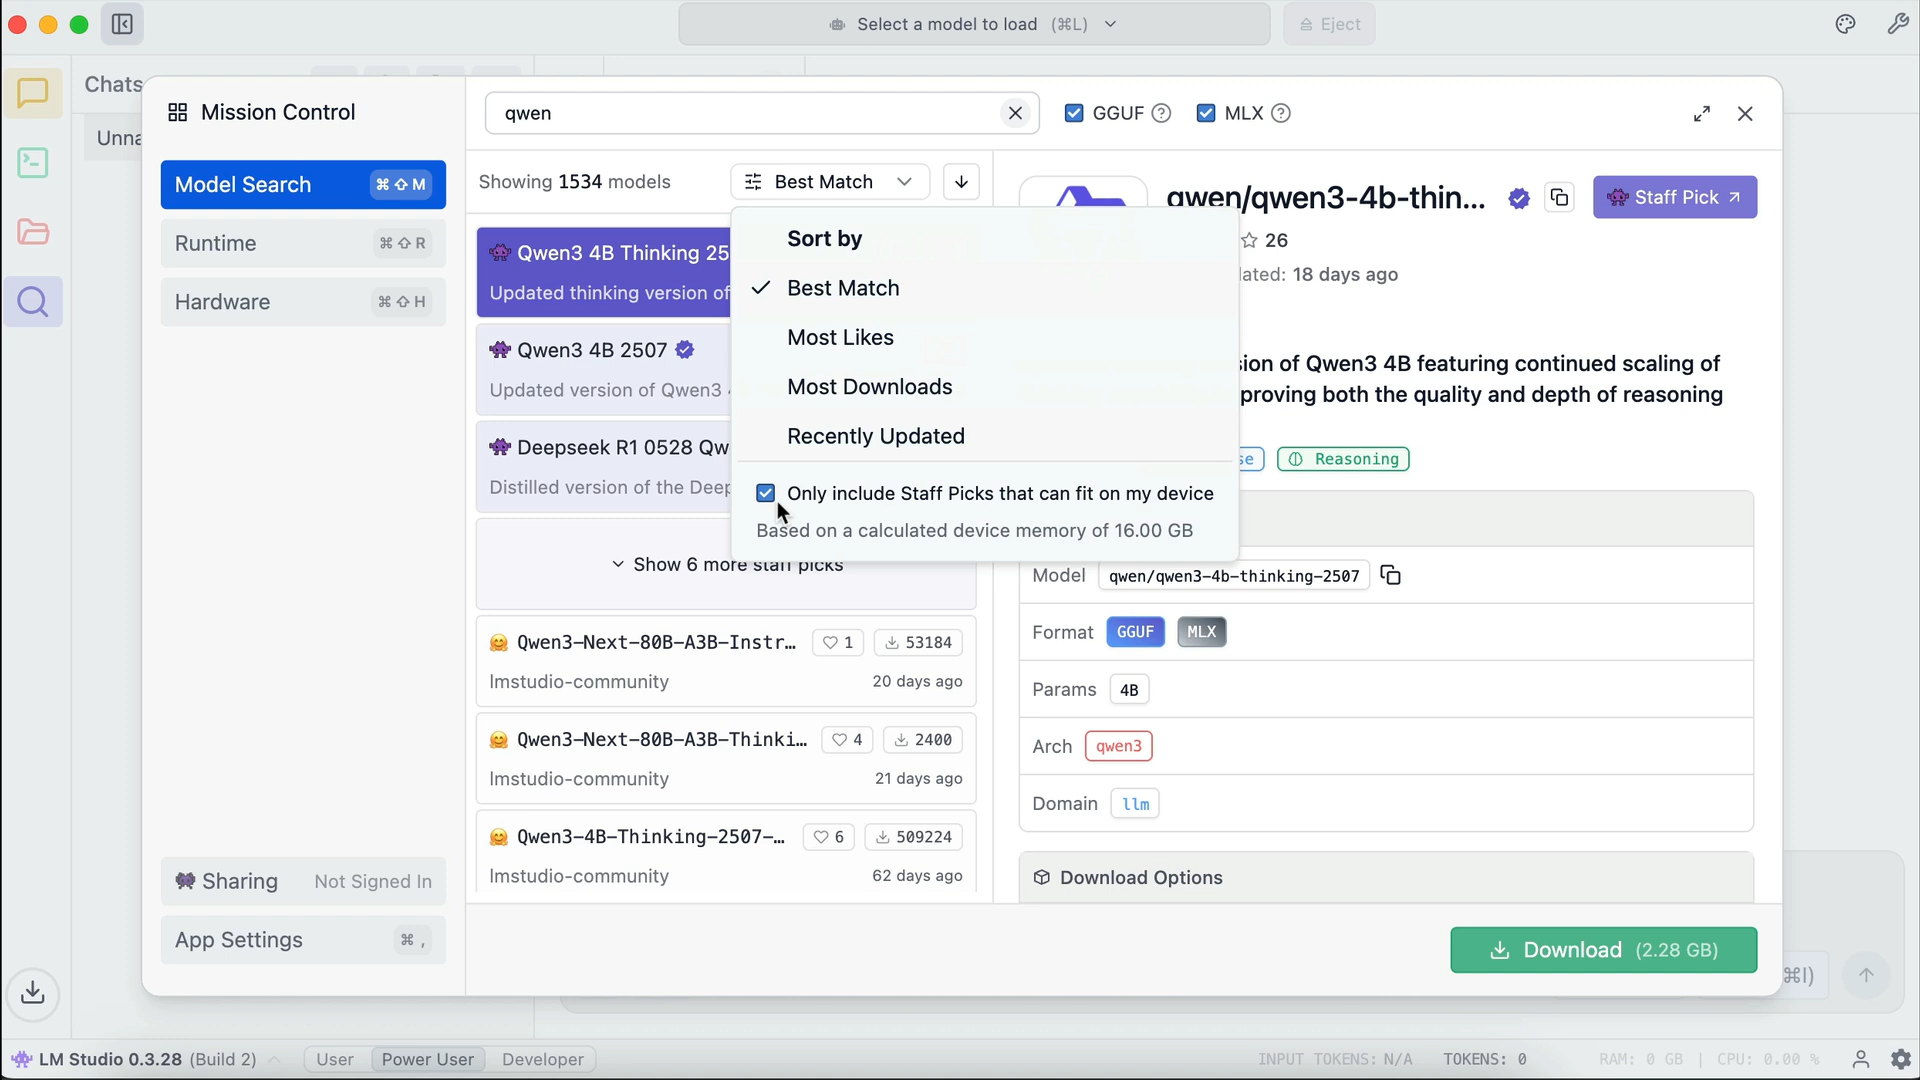 Select a model to load (⌘L)
Eject
Chats
Unna
Mission Control
Model Search ⌘⇧M
Runtime ⌘⇧R
Hardware ⌘⇧H
Sharing Not Signed In
App Settings ⌘ ,
qwen
GGUF
MLX
Showing 1534 models
Best Match
Sort by
Best Match
Most Likes
Most Downloads
Recently Updated
Only include Staff Picks that can fit on my device
Based on a calculated device memory of 16.00 GB
Qwen3 4B Thinking 25
Updated thinking version of
Qwen3 4B 2507
Updated version of Qwen3
Deepseek R1 0528 Qw
Distilled version of the Deep
Show 6 more staff picks
Qwen3-Next-80B-A3B-Instr... 1 53184
lmstudio-community 20 days ago
Qwen3-Next-80B-A3B-Thinki... 4 2400
lmstudio-community 21 days ago
Qwen3-4B-Thinking-2507-... 6 509224
lmstudio-community 62 days ago
qwen/qwen3-4b-thin...
Staff Pick
26
lated: 18 days ago
ion of Qwen3 4B featuring continued scaling of
proving both the quality and depth of reasoning
se
Reasoning
Model qwen/qwen3-4b-thinking-2507
Format GGUF MLX
Params 4B
Arch qwen3
Domain llm
Download Options
Download (2.28 GB)
⌘I)
LM Studio 0.3.28 (Build 2)
User Power User Developer
INPUT TOKENS: N/A TOKENS: 0
RAM: 0 GB | CPU: 0.00 %